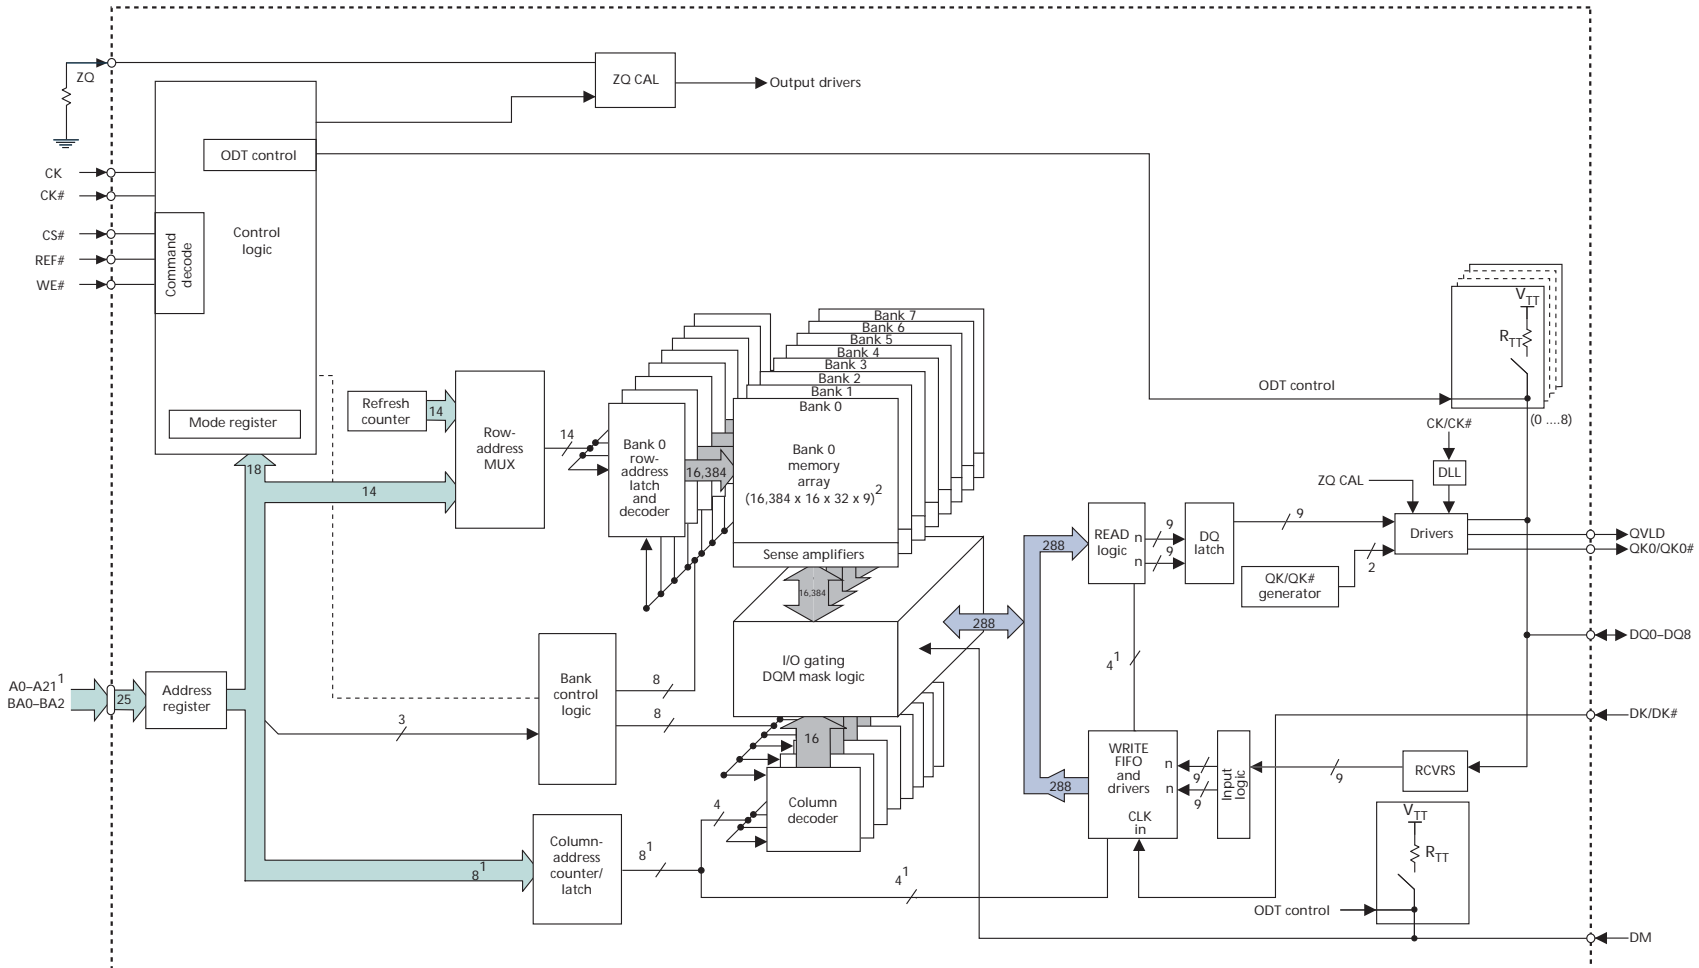 ZQ
ZQ CAL
Output drivers
ODT control
CK
CK#
CS#
REF#
WE#
Command
decode
Control
logic
Mode register
Refresh
counter
14
Row-
address
MUX
14
18
14
Bank 0
row-
address
latch
and
decoder
16,384
Bank 7
Bank 6
Bank 5
Bank 4
Bank 3
Bank 2
Bank 1
Bank 0
Bank 0
memory
array
(16,384 x 16 x 32 x 9)2
Sense amplifiers
16,384
I/O gating
DQM mask logic
288
288
288
READ
logic
n
n
9
9
DQ
latch
9
QK/QK#
generator
2
ZQ CAL
CK/CK#
DLL
Drivers
ODT control
VTT
RTT
(0 ....8)
QVLD
QK0/QK0#
DQ0–DQ8
DK/DK#
DM
A0–A211
BA0–BA2
25
Address
register
3
Bank
control
logic
8
8
16
Column
decoder
4
Column-
address
counter/
latch
81
81
41
41
WRITE
FIFO
and
drivers
CLK
in
n
n
9
9
Input
logic
9
RCVRS
VTT
RTT
ODT control